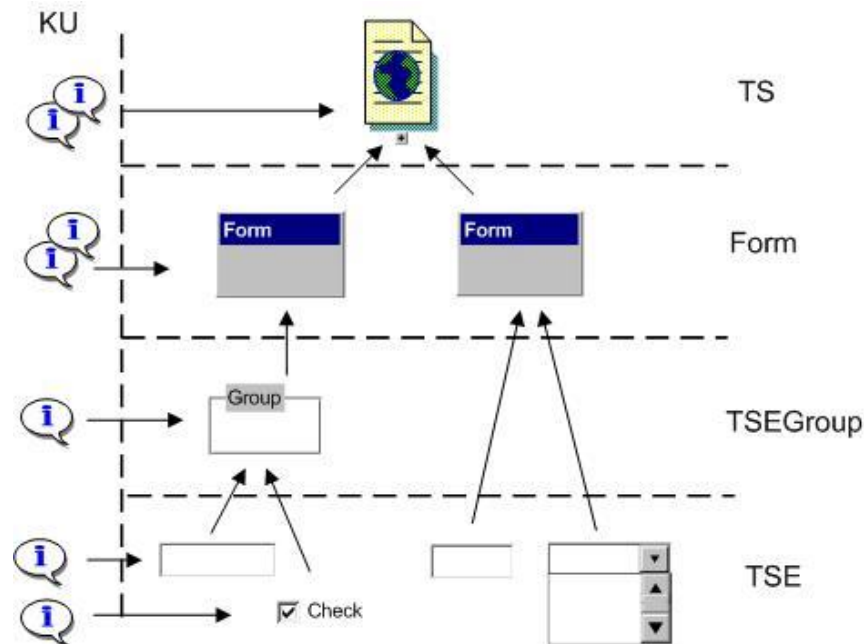 KU
i
i
TS
i
i
Form
Form
Form
Group
i
TSEGroup
i
TSE
i
Check